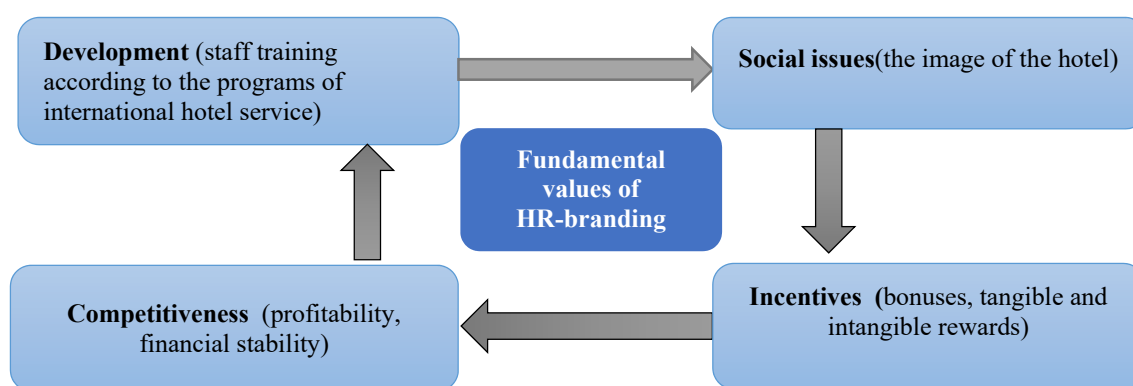 Development (staff training
according to the programs of
international hotel service)
Social issues(the image of the hotel)
Fundamental
values of
HR-branding
Competitiveness (profitability,
financial stability)
Incentives (bonuses, tangible and
intangible rewards)